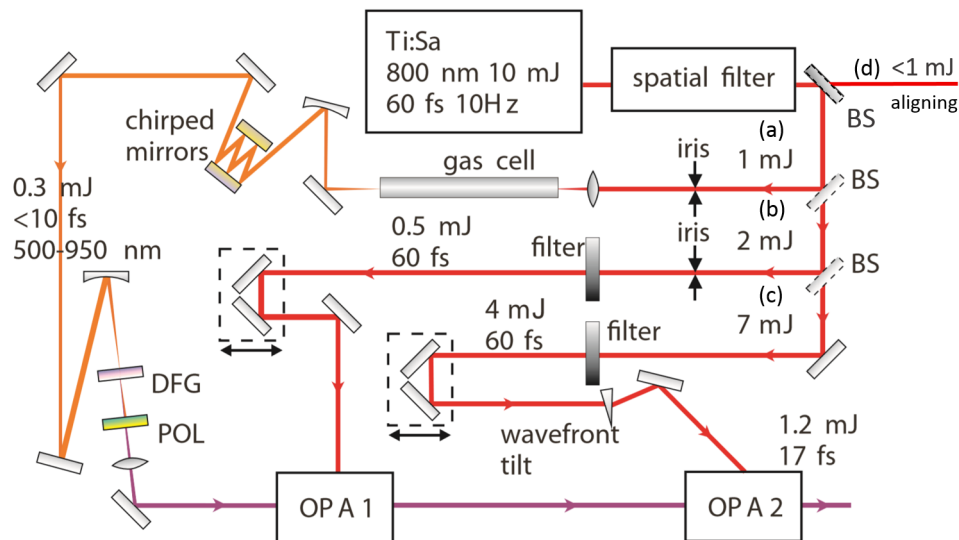 Ti:Sa
800 nm 10 mJ
60 fs 10Hz
spatial filter
(d) <1 mJ
aligning
BS
(a)
1 mJ
iris
BS
gas cell
chirped
mirrors
0.3 mJ
<10 fs
500-950 nm
(b)
2 mJ
iris
BS
filter
0.5 mJ
60 fs
(c)
7 mJ
filter
4 mJ
60 fs
DFG
POL
wavefront
tilt
1.2 mJ
17 fs
OPA 1
OPA 2